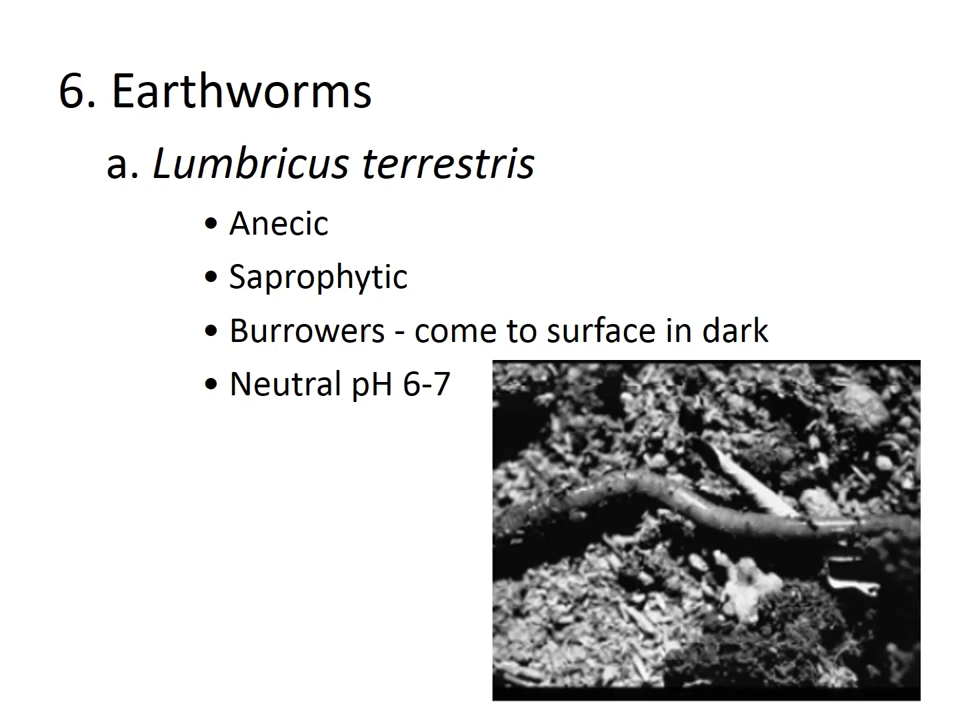 6. Earthworms
a. Lumbricus terrestris
• Anecic
• Saprophytic
• Burrowers - come to surface in dark
• Neutral pH 6-7